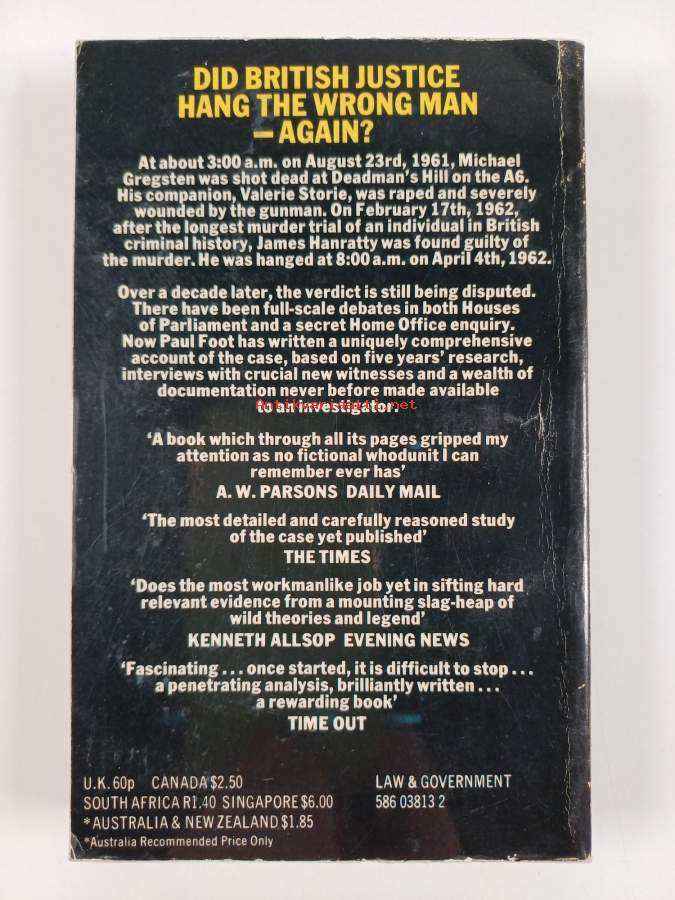 DID BRITISH JUSTICE
HANG THE WRONG MAN
– AGAIN?
At about 3:00 a.m. on August 23rd, 1961, Michael
Gregsten was shot dead at Deadman's Hill on the A6.
His companion, Valerie Storie, was raped and severely
wounded by the gunman. On February 17th, 1962,
after the longest murder trial of an individual in British
criminal history, James Hanratty was found guilty of
the murder. He was hanged at 8:00 a.m. on April 4th, 1962.
Over a decade later, the verdict is still being disputed.
There have been full-scale debates in both Houses
of Parliament and a secret Home Office enquiry.
Now Paul Foot has written a uniquely comprehensive
account of the case, based on five years' research,
interviews with crucial new witnesses and a wealth of
documentation never before made available
to an investigator.
'A book which through all its pages gripped my
attention as no fictional whodunit I can
remember ever has'
A. W. PARSONS DAILY MAIL
'The most detailed and carefully reasoned study
of the case yet published'
THE TIMES
'Does the most workmanlike job yet in sifting hard
relevant evidence from a mounting slag-heap of
wild theories and legend'
KENNETH ALLSOP EVENING NEWS
'Fascinating ... once started, it is difficult to stop ...
a penetrating analysis, brilliantly written ...
a rewarding book'
TIME OUT
U.K. 60p CANADA $2.50
SOUTH AFRICA R1.40 SINGAPORE $6.00
*AUSTRALIA & NEW ZEALAND $1.85
*Australia Recommended Price Only
LAW & GOVERNMENT
586 03813 2